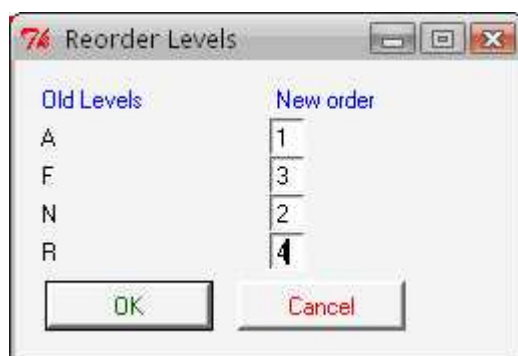 Reorder Levels
Old Levels New order
A 1
F 3
N 2
R 4
OK Cancel